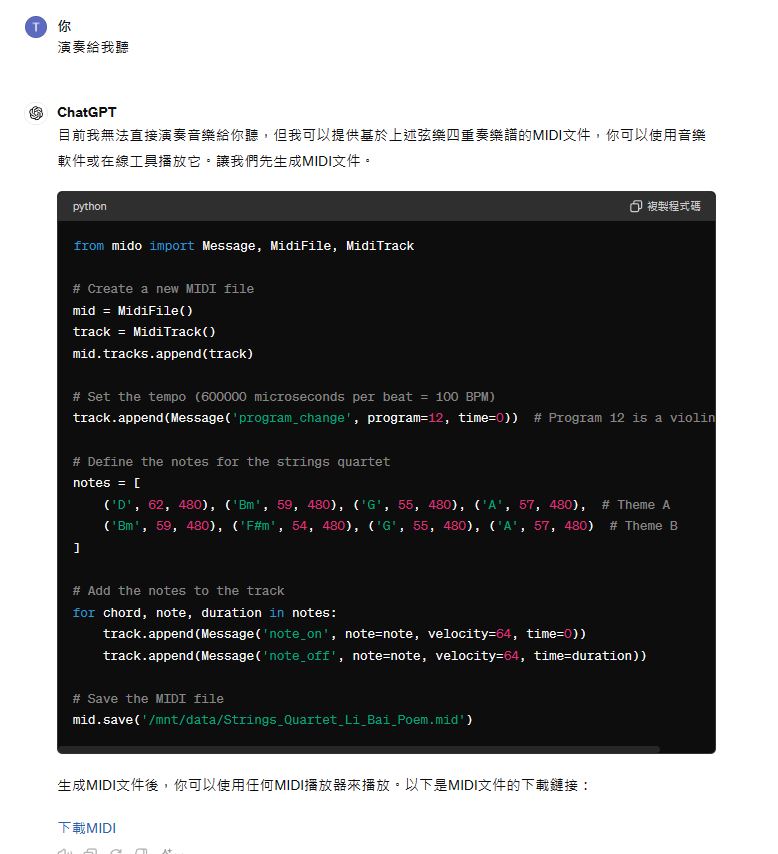 T
你
演奏給我聽
ChatGPT
目前我無法直接演奏音樂給你聽，但我可以提供基於上述弦樂四重奏樂譜的MIDI文件，你可以使用音樂
軟件或在線工具播放它。讓我們先生成MIDI文件。
python
複製程式碼
from mido import Message, MidiFile, MidiTrack
# Create a new MIDI file
mid = MidiFile()
track = MidiTrack()
mid.tracks.append(track)
# Set the tempo (600000 microseconds per beat = 100 BPM)
track.append(Message('program_change', program=12, time=0))  # Program 12 is a violin
# Define the notes for the strings quartet
notes = [
    ('D', 62, 480), ('Bm', 59, 480), ('G', 55, 480), ('A', 57, 480),  # Theme A
    ('Bm', 59, 480), ('F#m', 54, 480), ('G', 55, 480), ('A', 57, 480)  # Theme B
]
# Add the notes to the track
for chord, note, duration in notes:
    track.append(Message('note_on', note=note, velocity=64, time=0))
    track.append(Message('note_off', note=note, velocity=64, time=duration))
# Save the MIDI file
mid.save('/mnt/data/Strings_Quartet_Li_Bai_Poem.mid')
生成MIDI文件後，你可以使用任何MIDI播放器來播放。以下是MIDI文件的下載鏈接：
下載MIDI